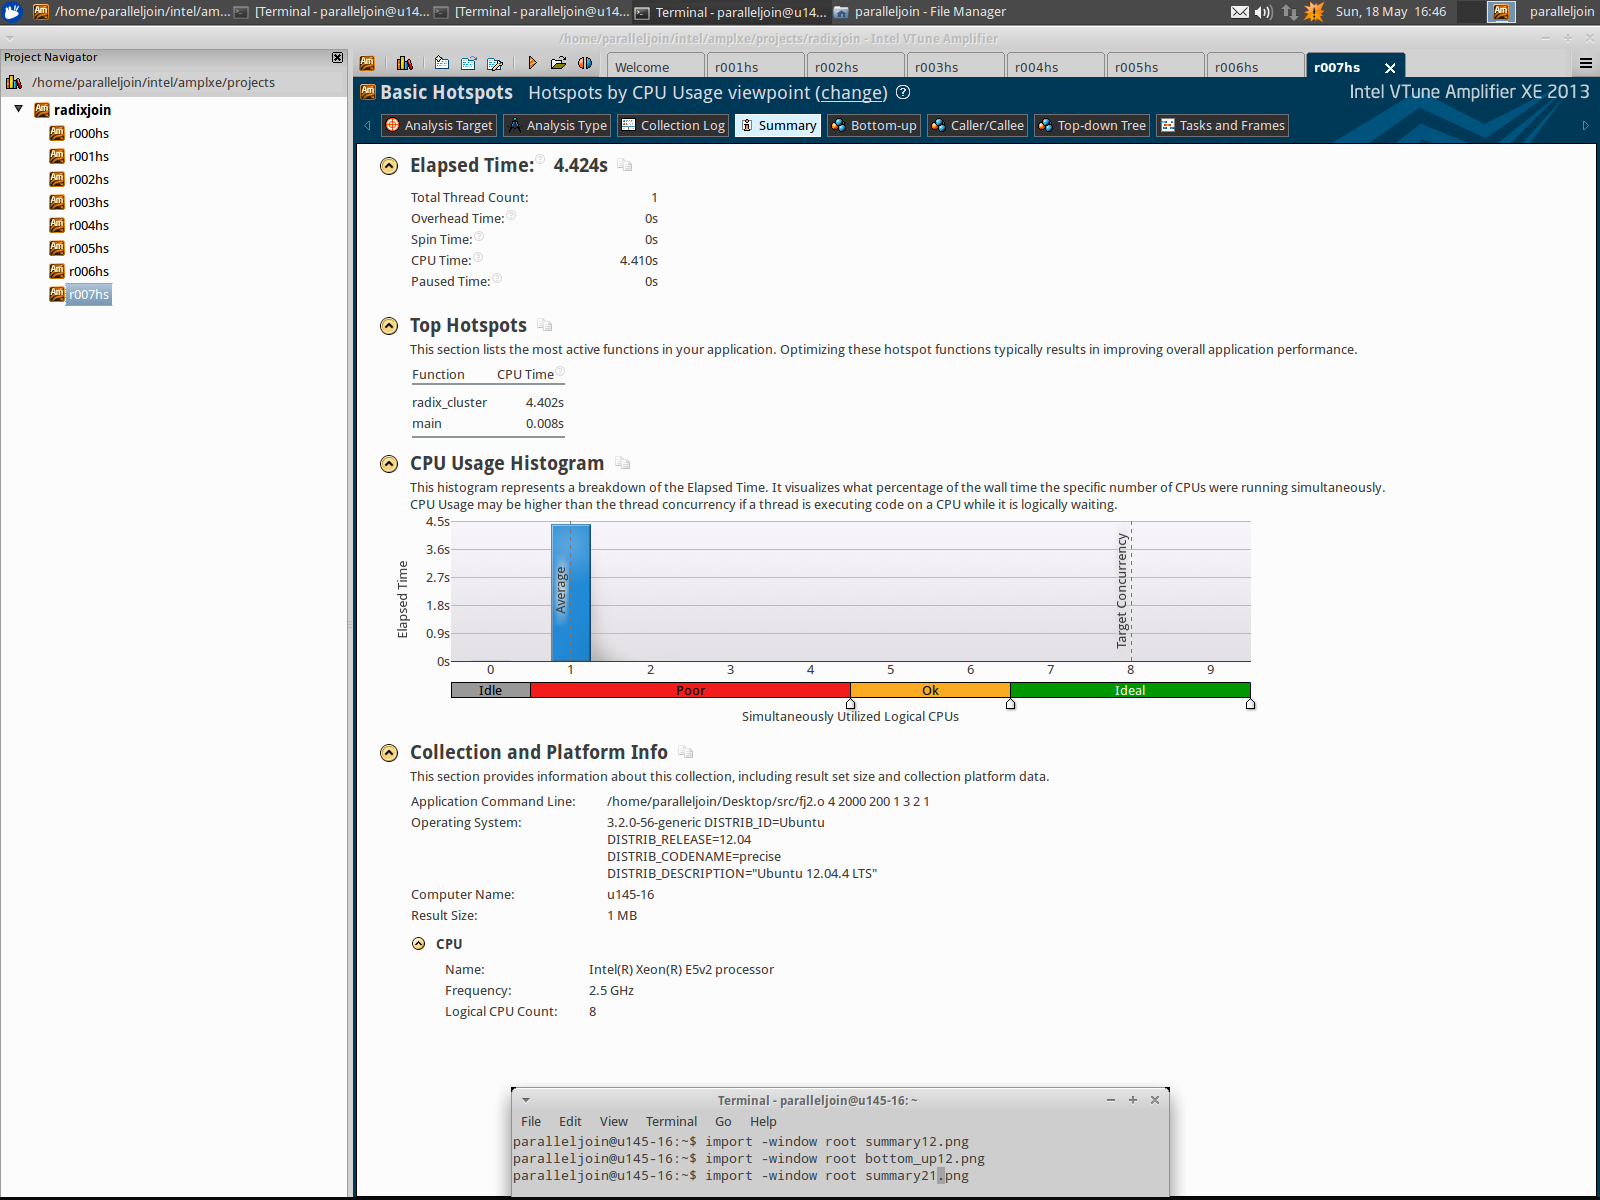 /home/paralleljoin/intel/am... [Terminal - paralleljoin@u14... [Terminal - paralleljoin@u14... Terminal - paralleljoin@u14... paralleljoin - File Manager Sun, 18 May 16:46 paralleljoin
/home/paralleljoin/intel/amplxe/projects/radixjoin - Intel VTune Amplifier
Project Navigator
/home/paralleljoin/intel/amplxe/projects
radixjoin
r000hs
r001hs
r002hs
r003hs
r004hs
r005hs
r006hs
r007hs
Welcome r001hs r002hs r003hs r004hs r005hs r006hs r007hs
Basic Hotspots Hotspots by CPU Usage viewpoint (change) Intel VTune Amplifier XE 2013
Analysis Target Analysis Type Collection Log Summary Bottom-up Caller/Callee Top-down Tree Tasks and Frames
Elapsed Time: 4.424s
Total Thread Count: 1
Overhead Time: 0s
Spin Time: 0s
CPU Time: 4.410s
Paused Time: 0s
Top Hotspots
This section lists the most active functions in your application. Optimizing these hotspot functions typically results in improving overall application performance.
Function CPU Time
radix_cluster 4.402s
main 0.008s
CPU Usage Histogram
This histogram represents a breakdown of the Elapsed Time. It visualizes what percentage of the wall time the specific number of CPUs were running simultaneously.
CPU Usage may be higher than the thread concurrency if a thread is executing code on a CPU while it is logically waiting.
4.5s
3.6s
2.7s
1.8s
0.9s
0s
Elapsed Time
Average
Target Concurrency
0 1 2 3 4 5 6 7 8 9
Idle Poor Ok Ideal
Simultaneously Utilized Logical CPUs
Collection and Platform Info
This section provides information about this collection, including result set size and collection platform data.
Application Command Line: /home/paralleljoin/Desktop/src/fj2.o 4 2000 200 1 3 2 1
Operating System: 3.2.0-56-generic DISTRIB_ID=Ubuntu
DISTRIB_RELEASE=12.04
DISTRIB_CODENAME=precise
DISTRIB_DESCRIPTION="Ubuntu 12.04.4 LTS"
Computer Name: u145-16
Result Size: 1 MB
CPU
Name: Intel(R) Xeon(R) E5v2 processor
Frequency: 2.5 GHz
Logical CPU Count: 8
Terminal - paralleljoin@u145-16: ~
File Edit View Terminal Go Help
paralleljoin@u145-16:~$ import -window root summary12.png
paralleljoin@u145-16:~$ import -window root bottom_up12.png
paralleljoin@u145-16:~$ import -window root summary21.png